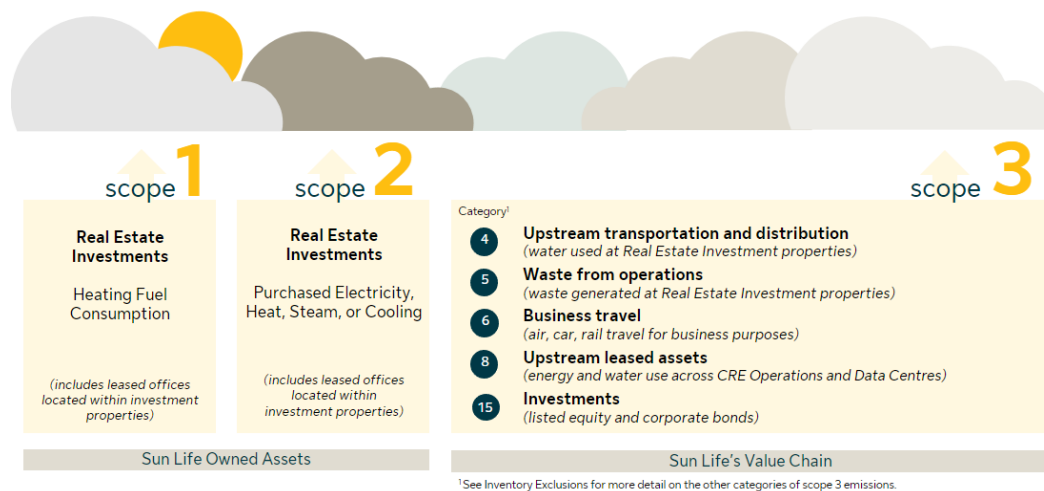 scope 1
Real Estate
Investments
Heating Fuel
Consumption
(includes leased offices
located within investment
properties)
scope 2
Real Estate
Investments
Purchased Electricity,
Heat, Steam, or Cooling
(includes leased offices
located within
investment properties)
Sun Life Owned Assets
scope 3
Category¹
4 Upstream transportation and distribution
(water used at Real Estate Investment properties)
5 Waste from operations
(waste generated at Real Estate Investment properties)
6 Business travel
(air, car, rail travel for business purposes)
8 Upstream leased assets
(energy and water use across CRE Operations and Data Centres)
15 Investments
(listed equity and corporate bonds)
Sun Life's Value Chain
¹See Inventory Exclusions for more detail on the other categories of scope 3 emissions.